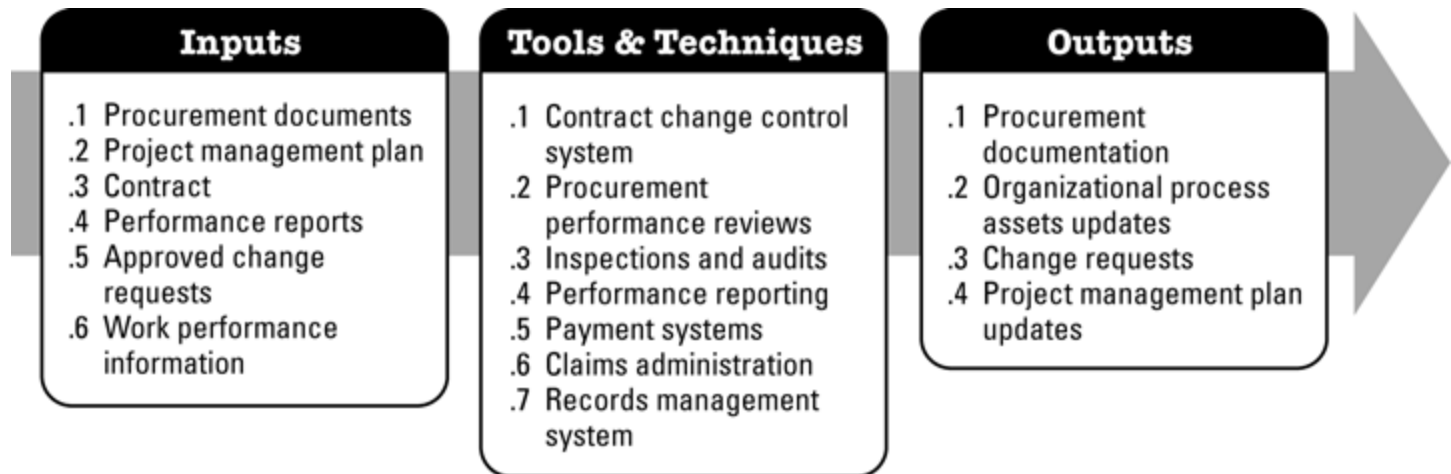 Inputs
.1 Procurement documents
.2 Project management plan
.3 Contract
.4 Performance reports
.5 Approved change
requests
.6 Work performance
information
Tools & Techniques
.1 Contract change control
system
.2 Procurement
performance reviews
.3 Inspections and audits
.4 Performance reporting
.5 Payment systems
.6 Claims administration
.7 Records management
system
Outputs
.1 Procurement
documentation
.2 Organizational process
assets updates
.3 Change requests
.4 Project management plan
updates